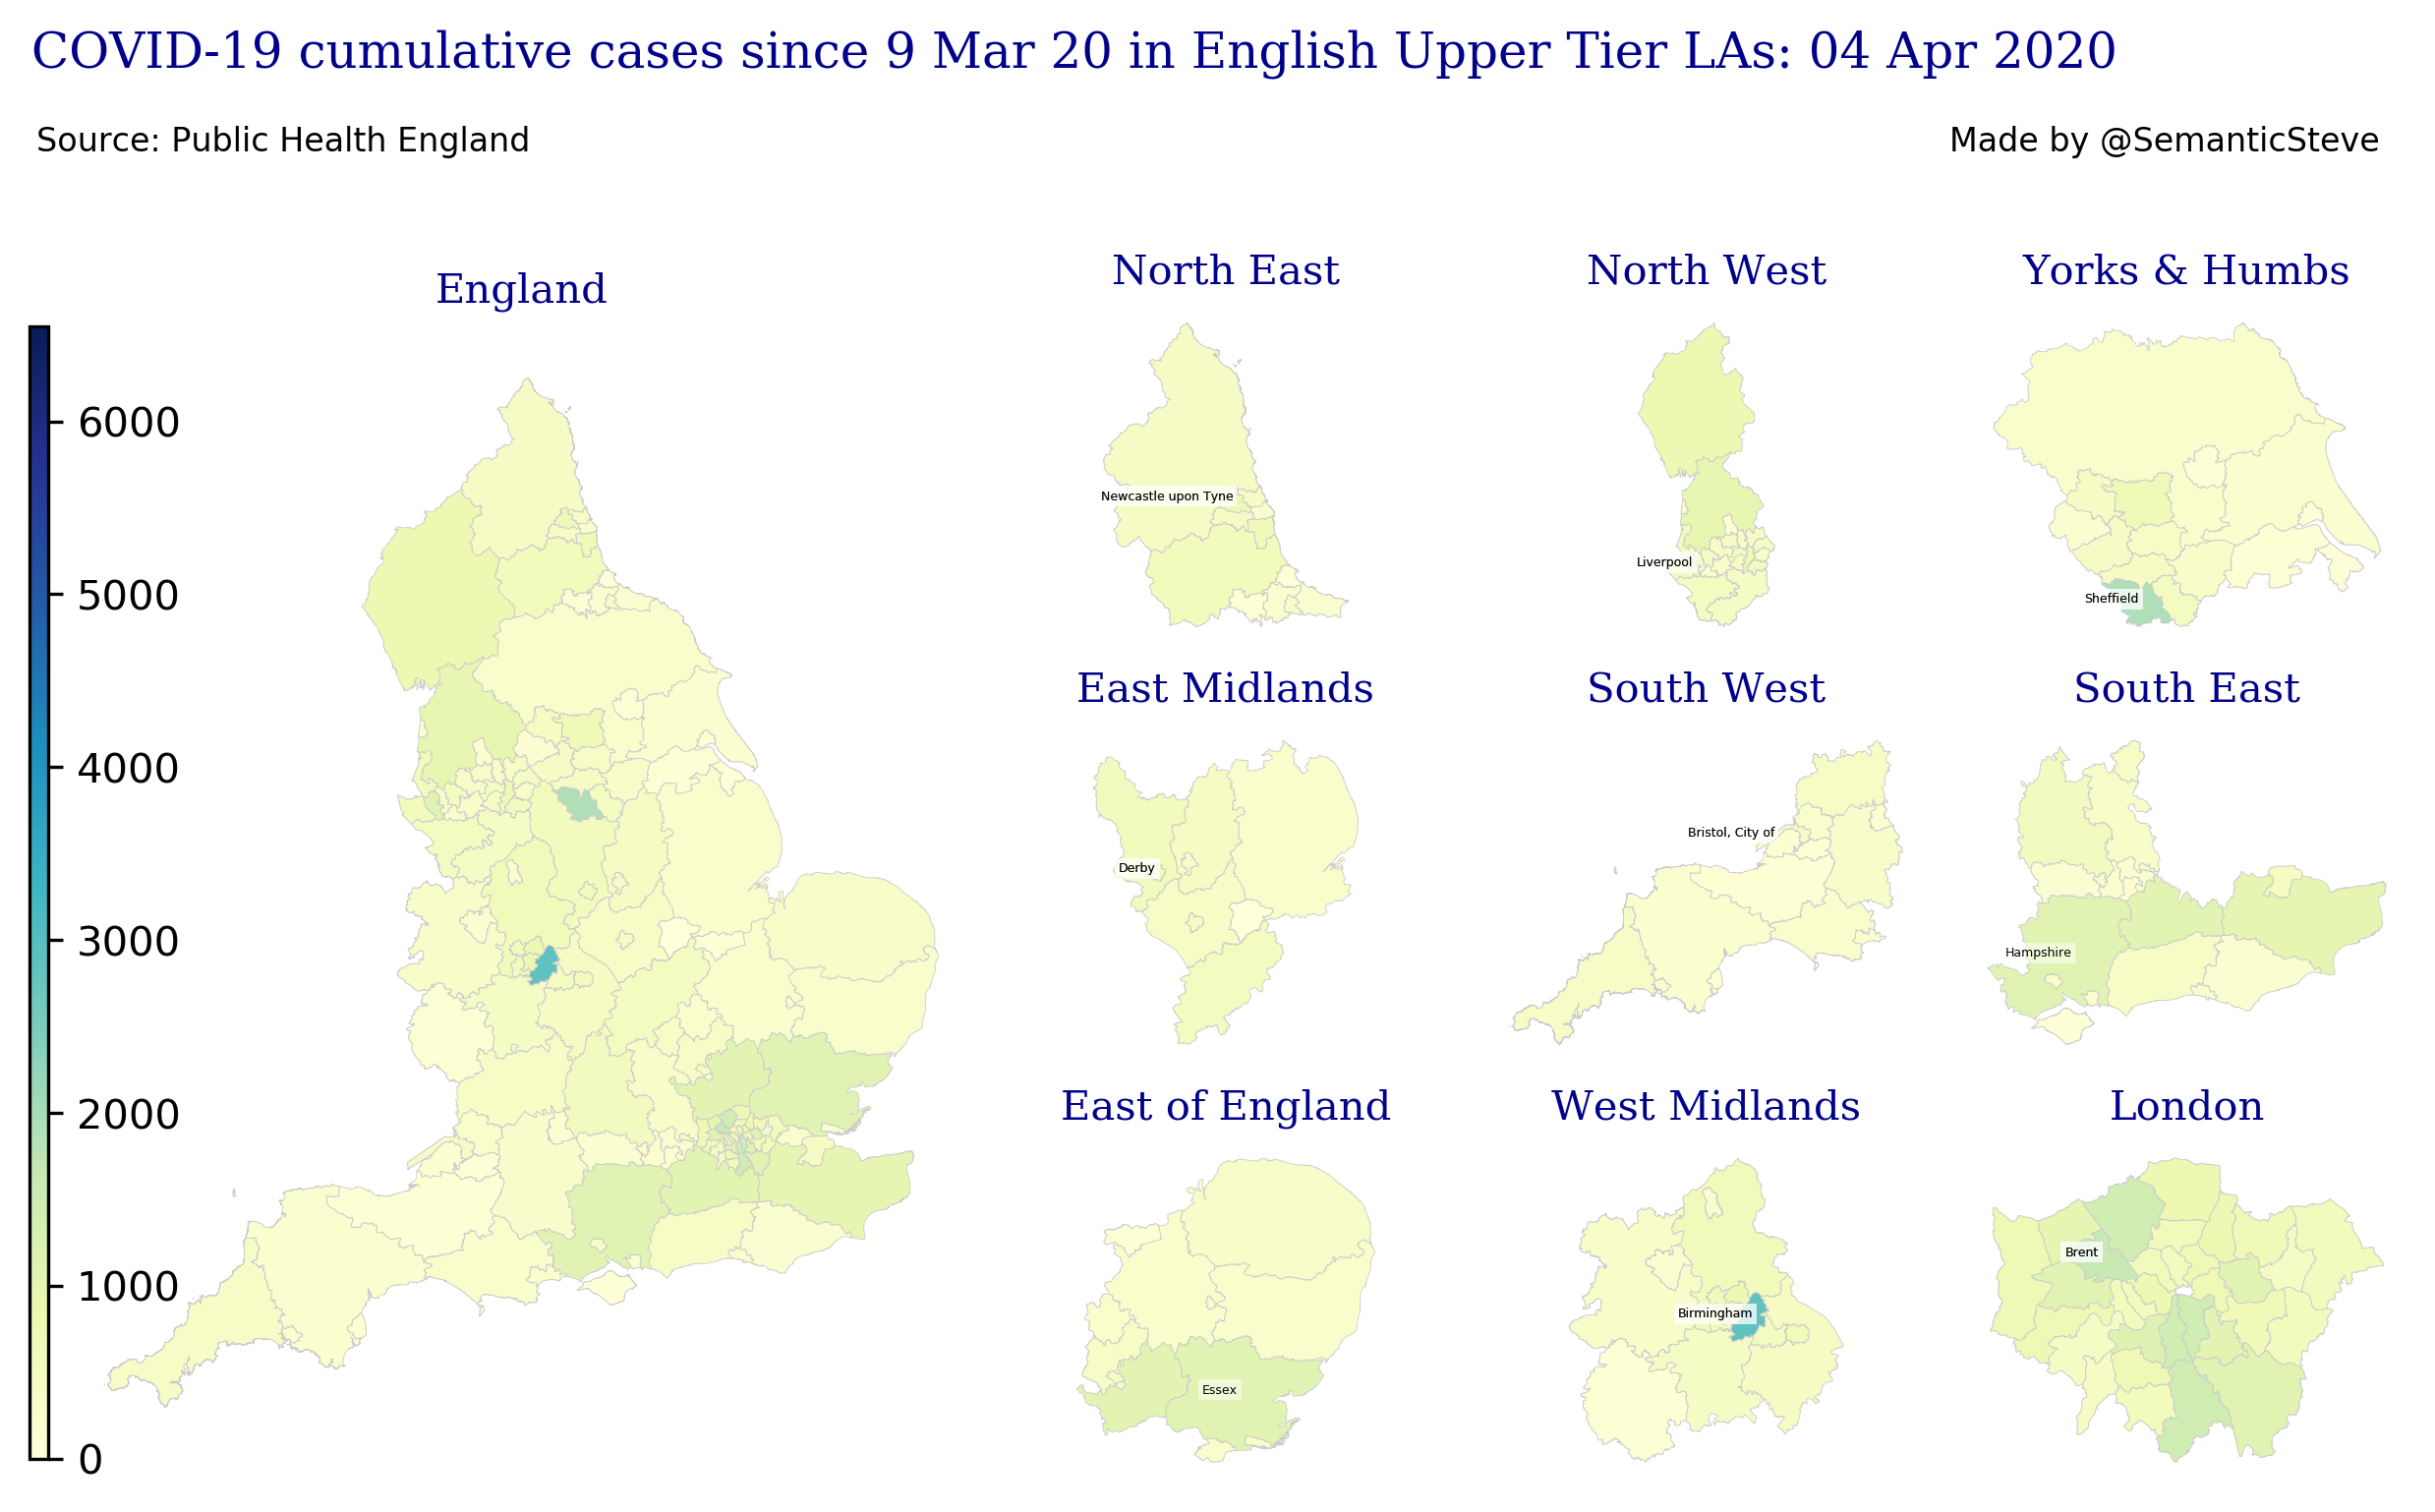 COVID-19 cumulative cases since 9 Mar 20 in English Upper Tier LAs: 04 Apr 2020
Source: Public Health England
Made by @SemanticSteve
England
6000
5000
4000
3000
2000
1000
0
North East
Newcastle upon Tyne
North West
Liverpool
Yorks & Humbs
Sheffield
East Midlands
Derby
South West
Bristol, City of
South East
Hampshire
East of England
Essex
West Midlands
Birmingham
London
Brent